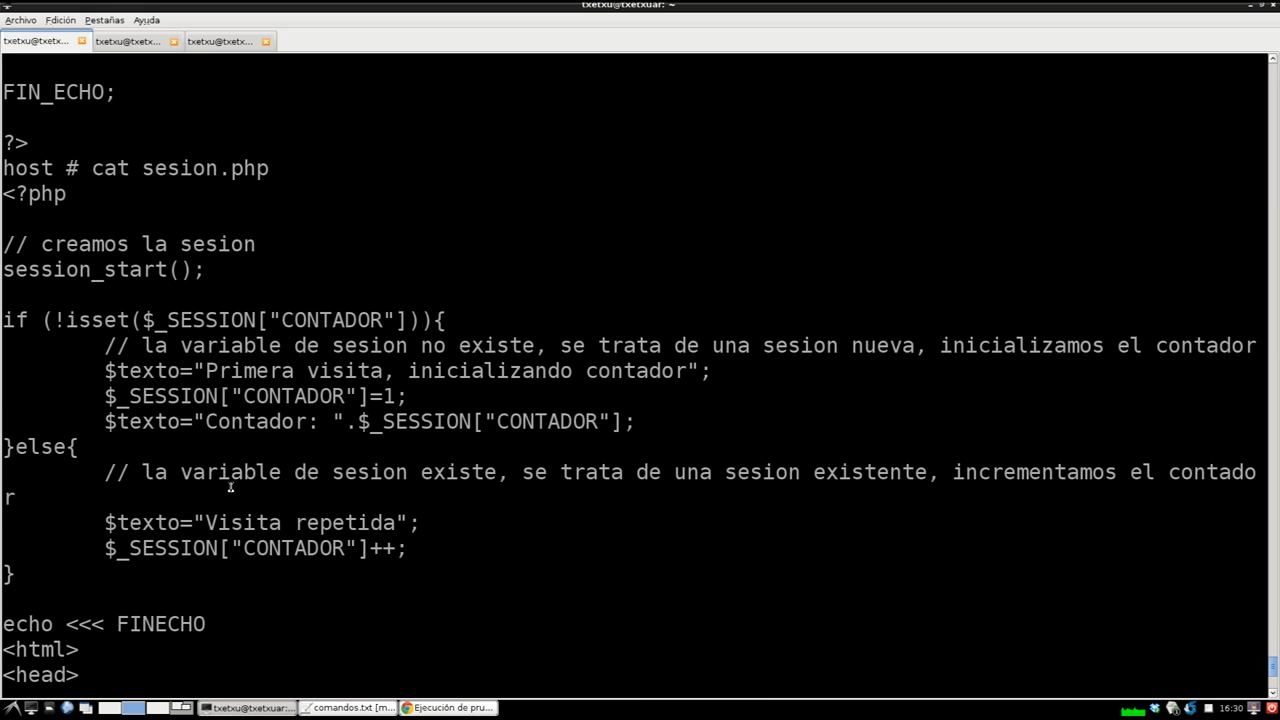 txetxu@txetxuar: ~
Archivo Edición Pestañas Ayuda
txetxu@txetx... txetxu@txetx... txetxu@txetx...
FIN_ECHO;
?>
host # cat sesion.php
<?php
// creamos la sesion
session_start();
if (!isset($_SESSION["CONTADOR"])){
// la variable de sesion no existe, se trata de una sesion nueva, inicializamos el contador
$texto="Primera visita, inicializando contador";
$_SESSION["CONTADOR"]=1;
$texto="Contador: ".$_SESSION["CONTADOR"];
}else{
// la variable de sesion existe, se trata de una sesion existente, incrementamos el contado
r
$texto="Visita repetida";
$_SESSION["CONTADOR"]++;
}
echo <<< FINECHO
<html>
<head>
txetxu@txetxuar:... comandos.txt [m... Ejecución de pru... 16:30